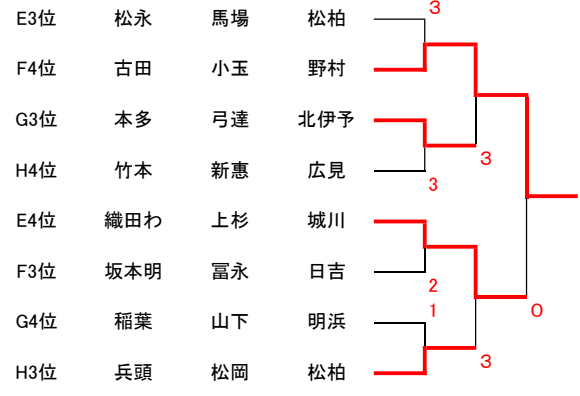 E3位 松永 馬場 松柏 3
F4位 古田 小玉 野村
G3位 本多 弓達 北伊予
3
H4位 竹本 新惠 広見
3
E4位 織田わ 上杉 城川
F3位 坂本明 冨永 日吉
2
1 0
G4位 稲葉 山下 明浜
3
H3位 兵頭 松岡 松柏